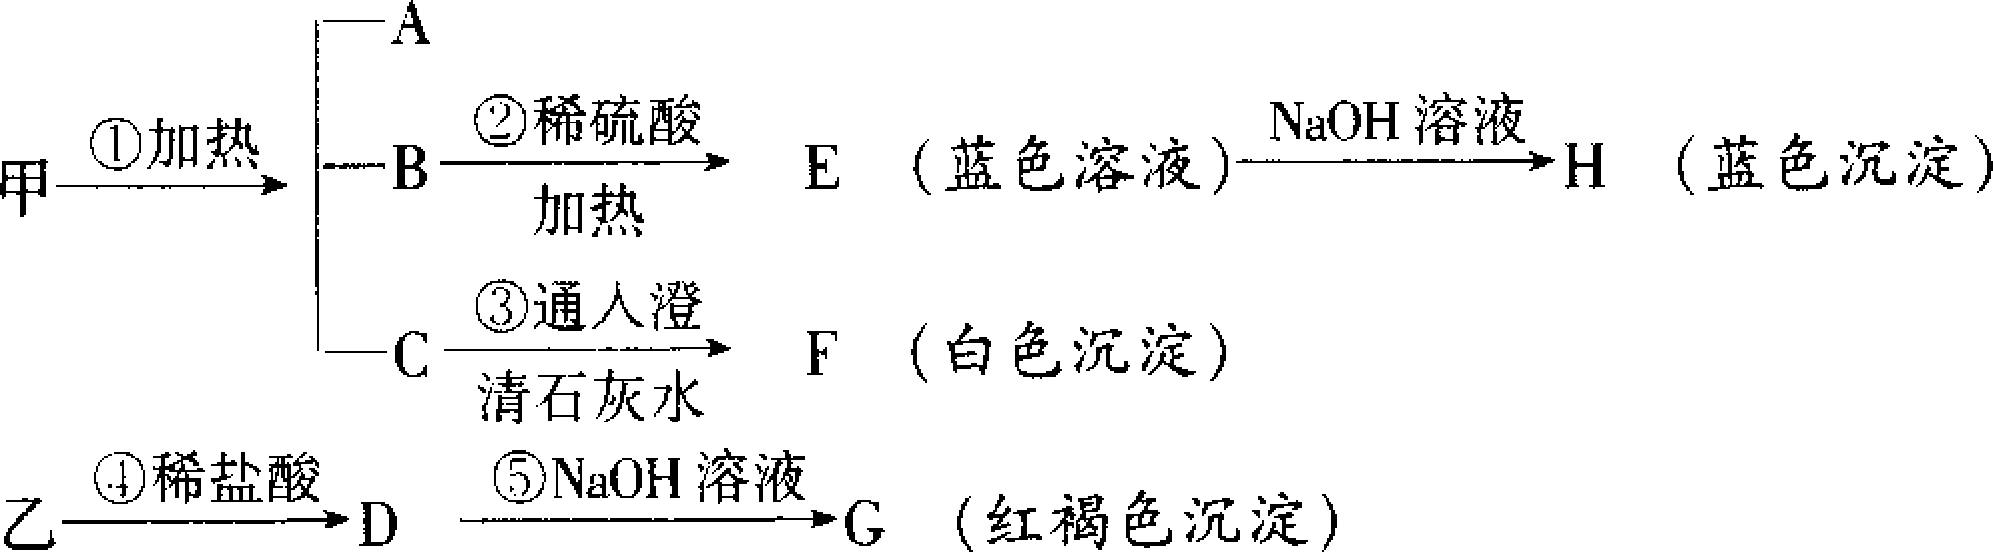 A
甲 ①加热 B ②稀硫酸 加热 E (蓝色溶液) NaOH 溶液 H (蓝色沉淀)
C ③通人澄 清石灰水 F (白色沉淀)
乙 ④稀盐酸 D ⑤NaOH 溶液 G (红褐色沉淀)